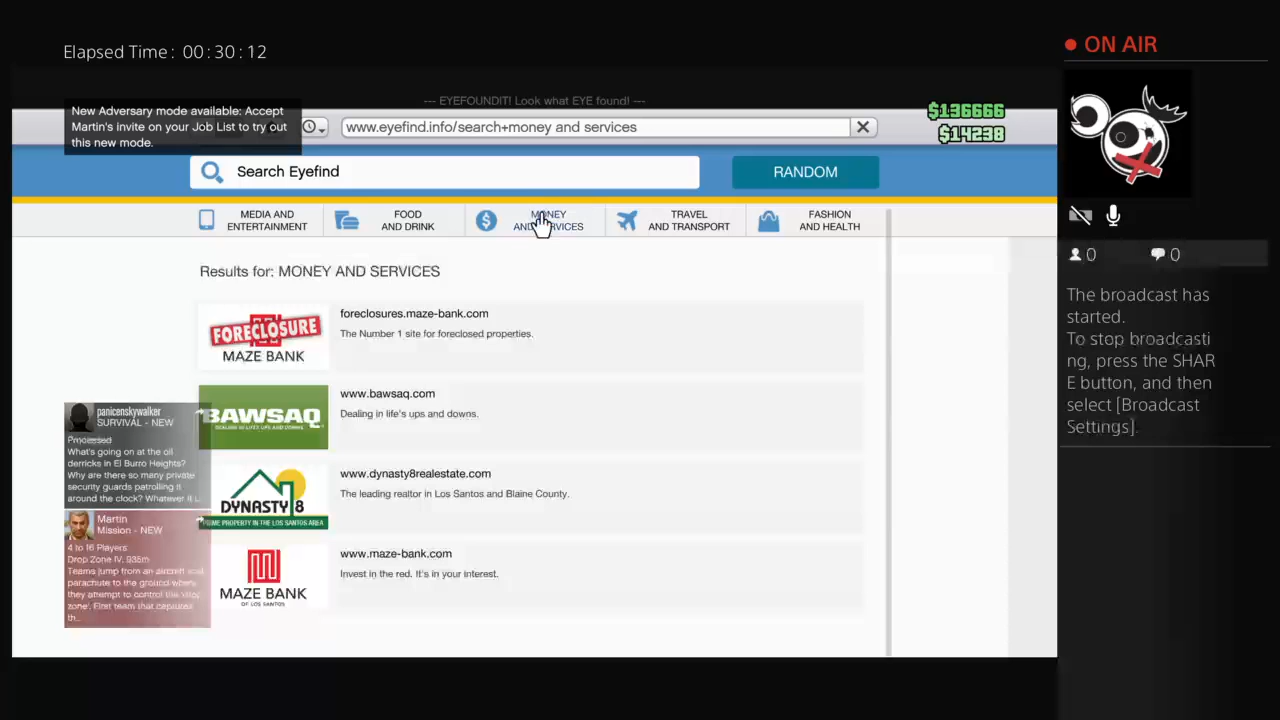 Elapsed Time: 00:30:12
ON AIR
--- EYEFOUNDIT! Look what EYE found! ---
New Adversary mode available: Accept
Martin's invite on your Job List to try out
this new mode.
www.eyefind.info/search+money and services
$136666
$14238
Search Eyefind
RANDOM
MEDIA AND
ENTERTAINMENT
FOOD
AND DRINK
MONEY
AND SERVICES
TRAVEL
AND TRANSPORT
FASHION
AND HEALTH
0
0
Results for: MONEY AND SERVICES
The broadcast has
started.
To stop broadcasti
ng, press the SHAR
E button, and then
select [Broadcast
Settings].
FORECLOSURE
MAZE BANK
foreclosures.maze-bank.com
The Number 1 site for foreclosed properties.
BAWSAQ
DEALING IN LIFE'S UPS AND DOWNS.
www.bawsaq.com
Dealing in life's ups and downs.
DYNASTY 8
PRIME PROPERTY IN THE LOS SANTOS AREA
www.dynasty8realestate.com
The leading realtor in Los Santos and Blaine County.
MAZE BANK
OF LOS SANTOS
www.maze-bank.com
Invest in the red. It's in your interest.
panicenskywalker
SURVIVAL - NEW
Processed
What's going on at the oil
derricks in El Burro Heights?
Why are there so many private
security guards patrolling it
around the clock? Whatever it
Martin
Mission - NEW
4 to 16 Players
Drop Zone IV: 938m
Teams jump from an aircraft and
parachute to the ground where
they attempt to control the
zone'. First team that captures
th...